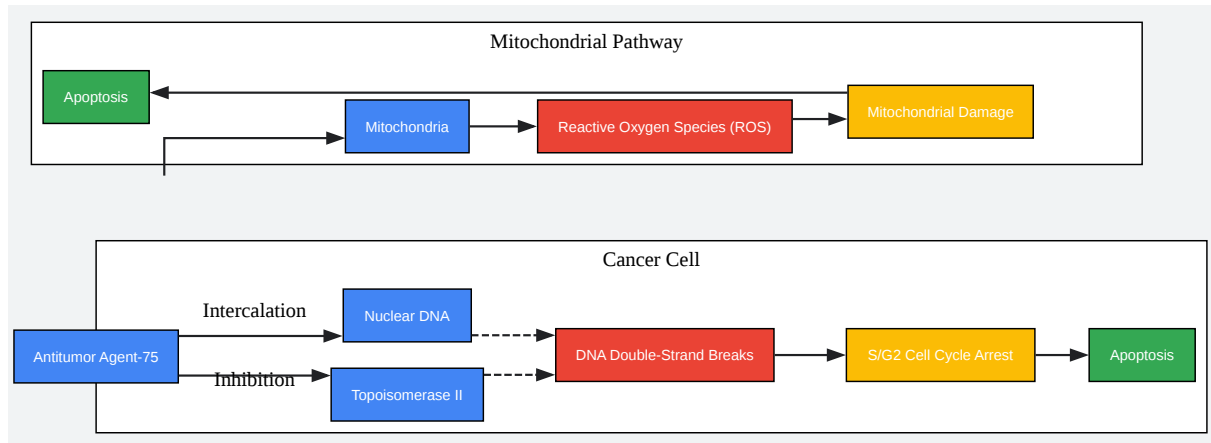 Mitochondrial Pathway
Apoptosis
Mitochondria
Reactive Oxygen Species (ROS)
Mitochondrial Damage
Cancer Cell
Intercalation
Nuclear DNA
Antitumor Agent-75
DNA Double-Strand Breaks
S/G2 Cell Cycle Arrest
Apoptosis
Inhibition
Topoisomerase II